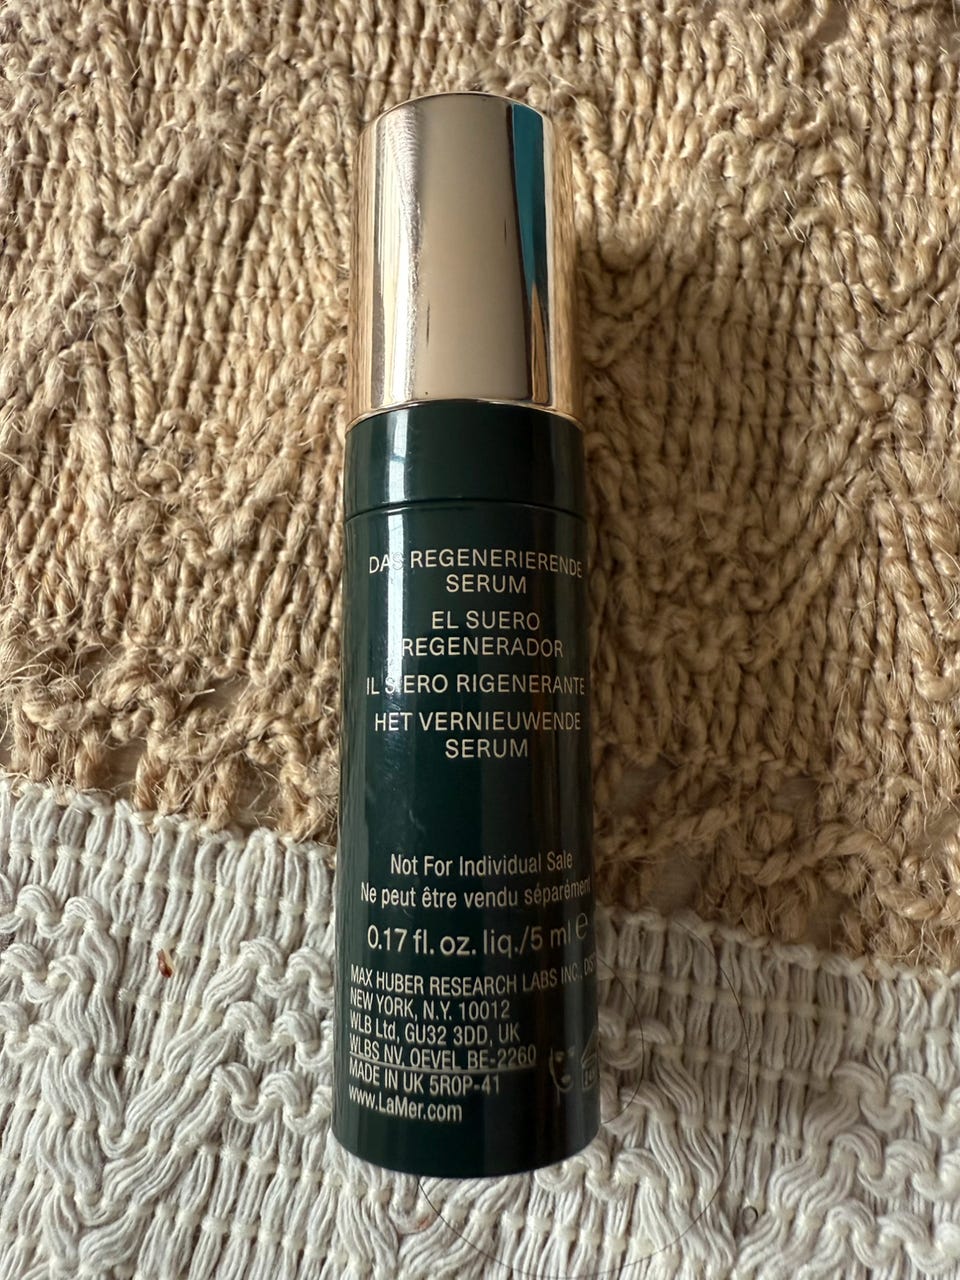 DAS REGENERIERENDE
SERUM
EL SUERO
REGENERADOR
IL SIERO RIGENERANTE
HET VERNIEUWENDE
SERUM
Not For Individual Sale
Ne peut être vendu séparément
0.17 fl. oz. liq./5 ml e
MAX HUBER RESEARCH LABS INC., DIST.
NEW YORK, N.Y. 10012
WLB Ltd, GU32 3DD, UK
WLBS NV. OEVEL BE-2260
MADE IN UK 5R0P-41
www.LaMer.com